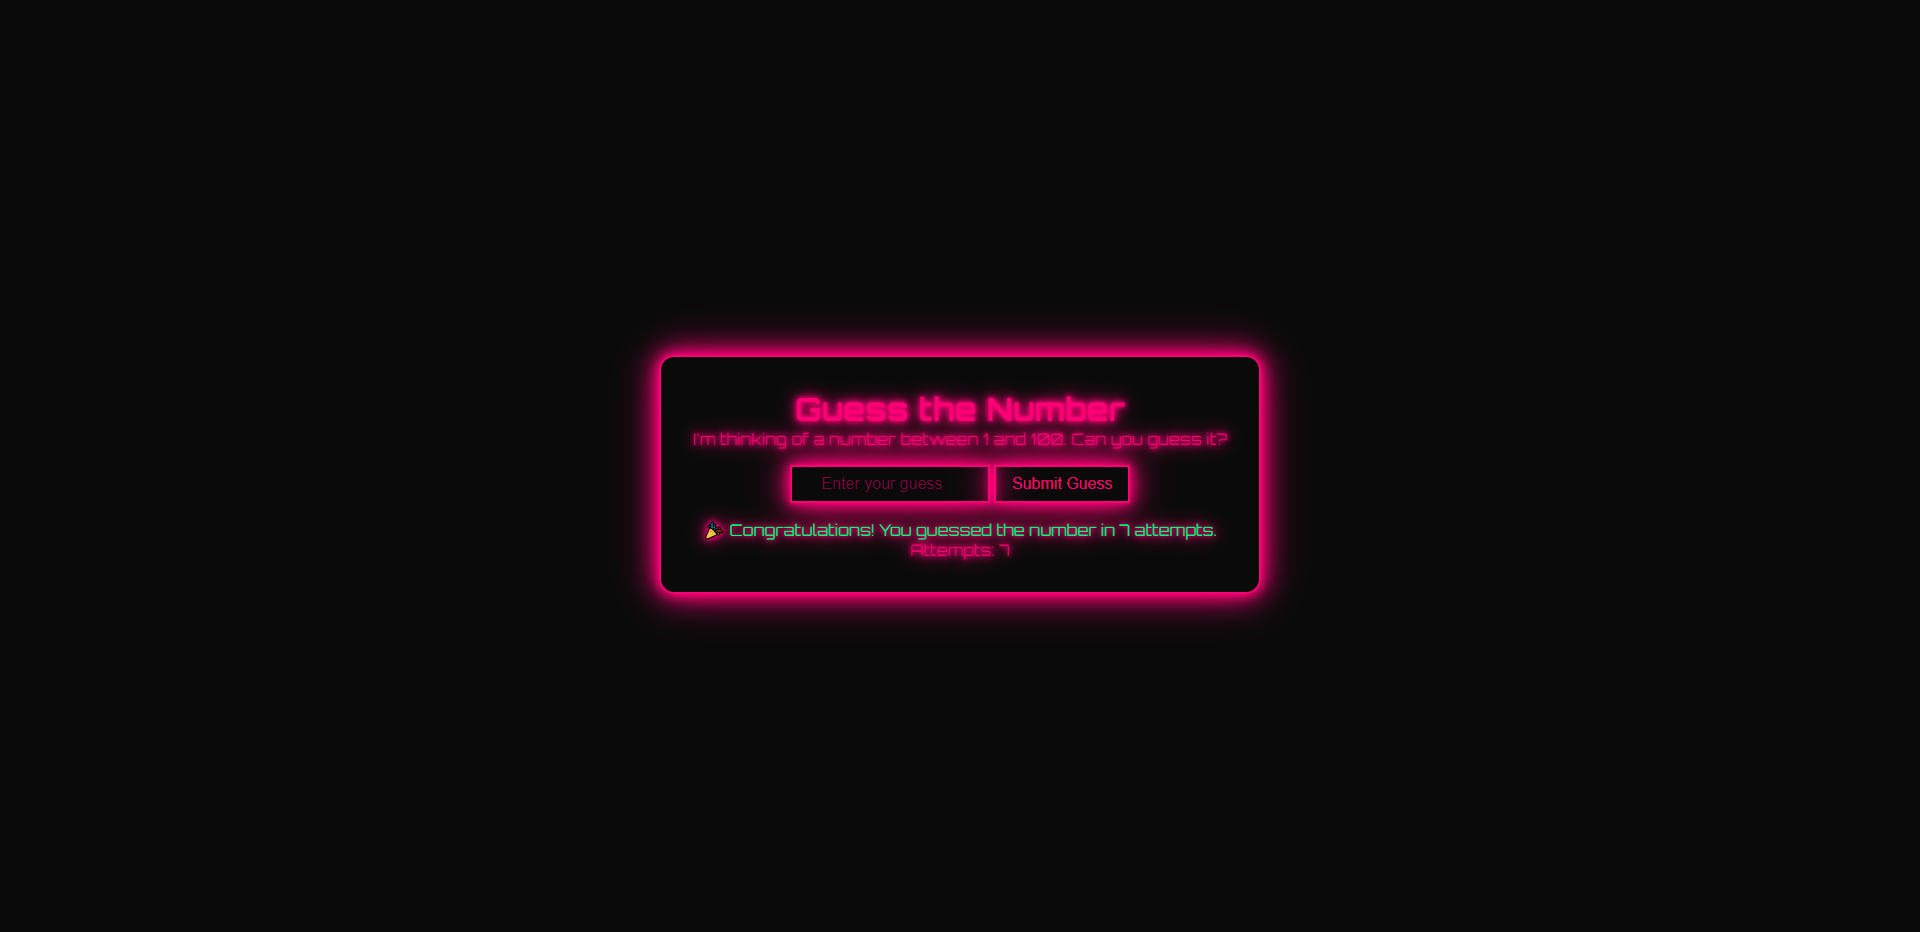 Guess the Number
I'm thinking of a number between 1 and 100. Can you guess it?
Enter your guess
Submit Guess
🎉 Congratulations! You guessed the number in 7 attempts.
Attempts: 7